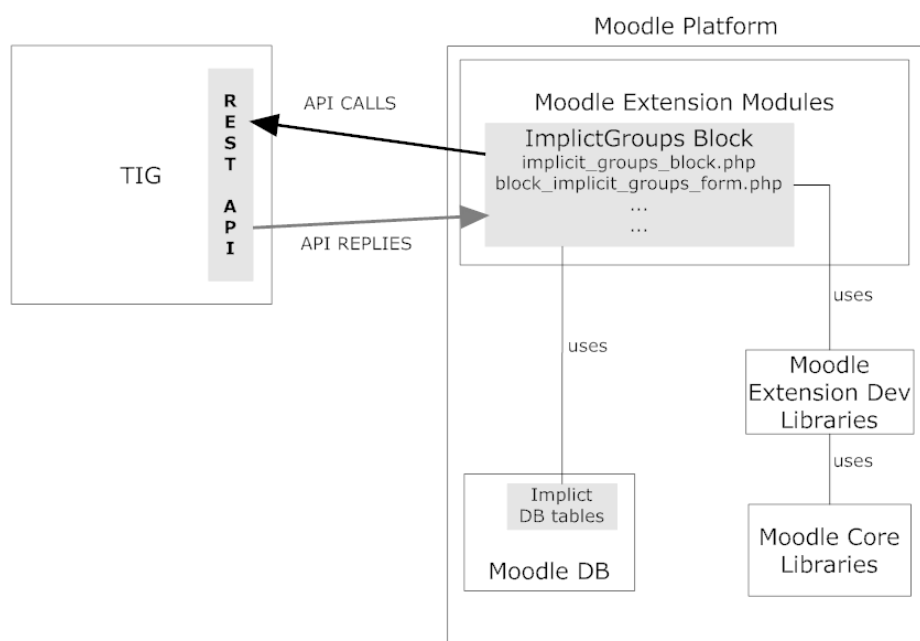 Moodle Platform
Moodle Extension Modules
API CALLS
R
E
S
T
A
P
I
TIG
ImplictGroups Block
implicit_groups_block.php
block_implicit_groups_form.php
...
...
API REPLIES
uses
uses
Moodle
Extension Dev
Libraries
uses
Implict
DB tables
Moodle DB
Moodle Core
Libraries